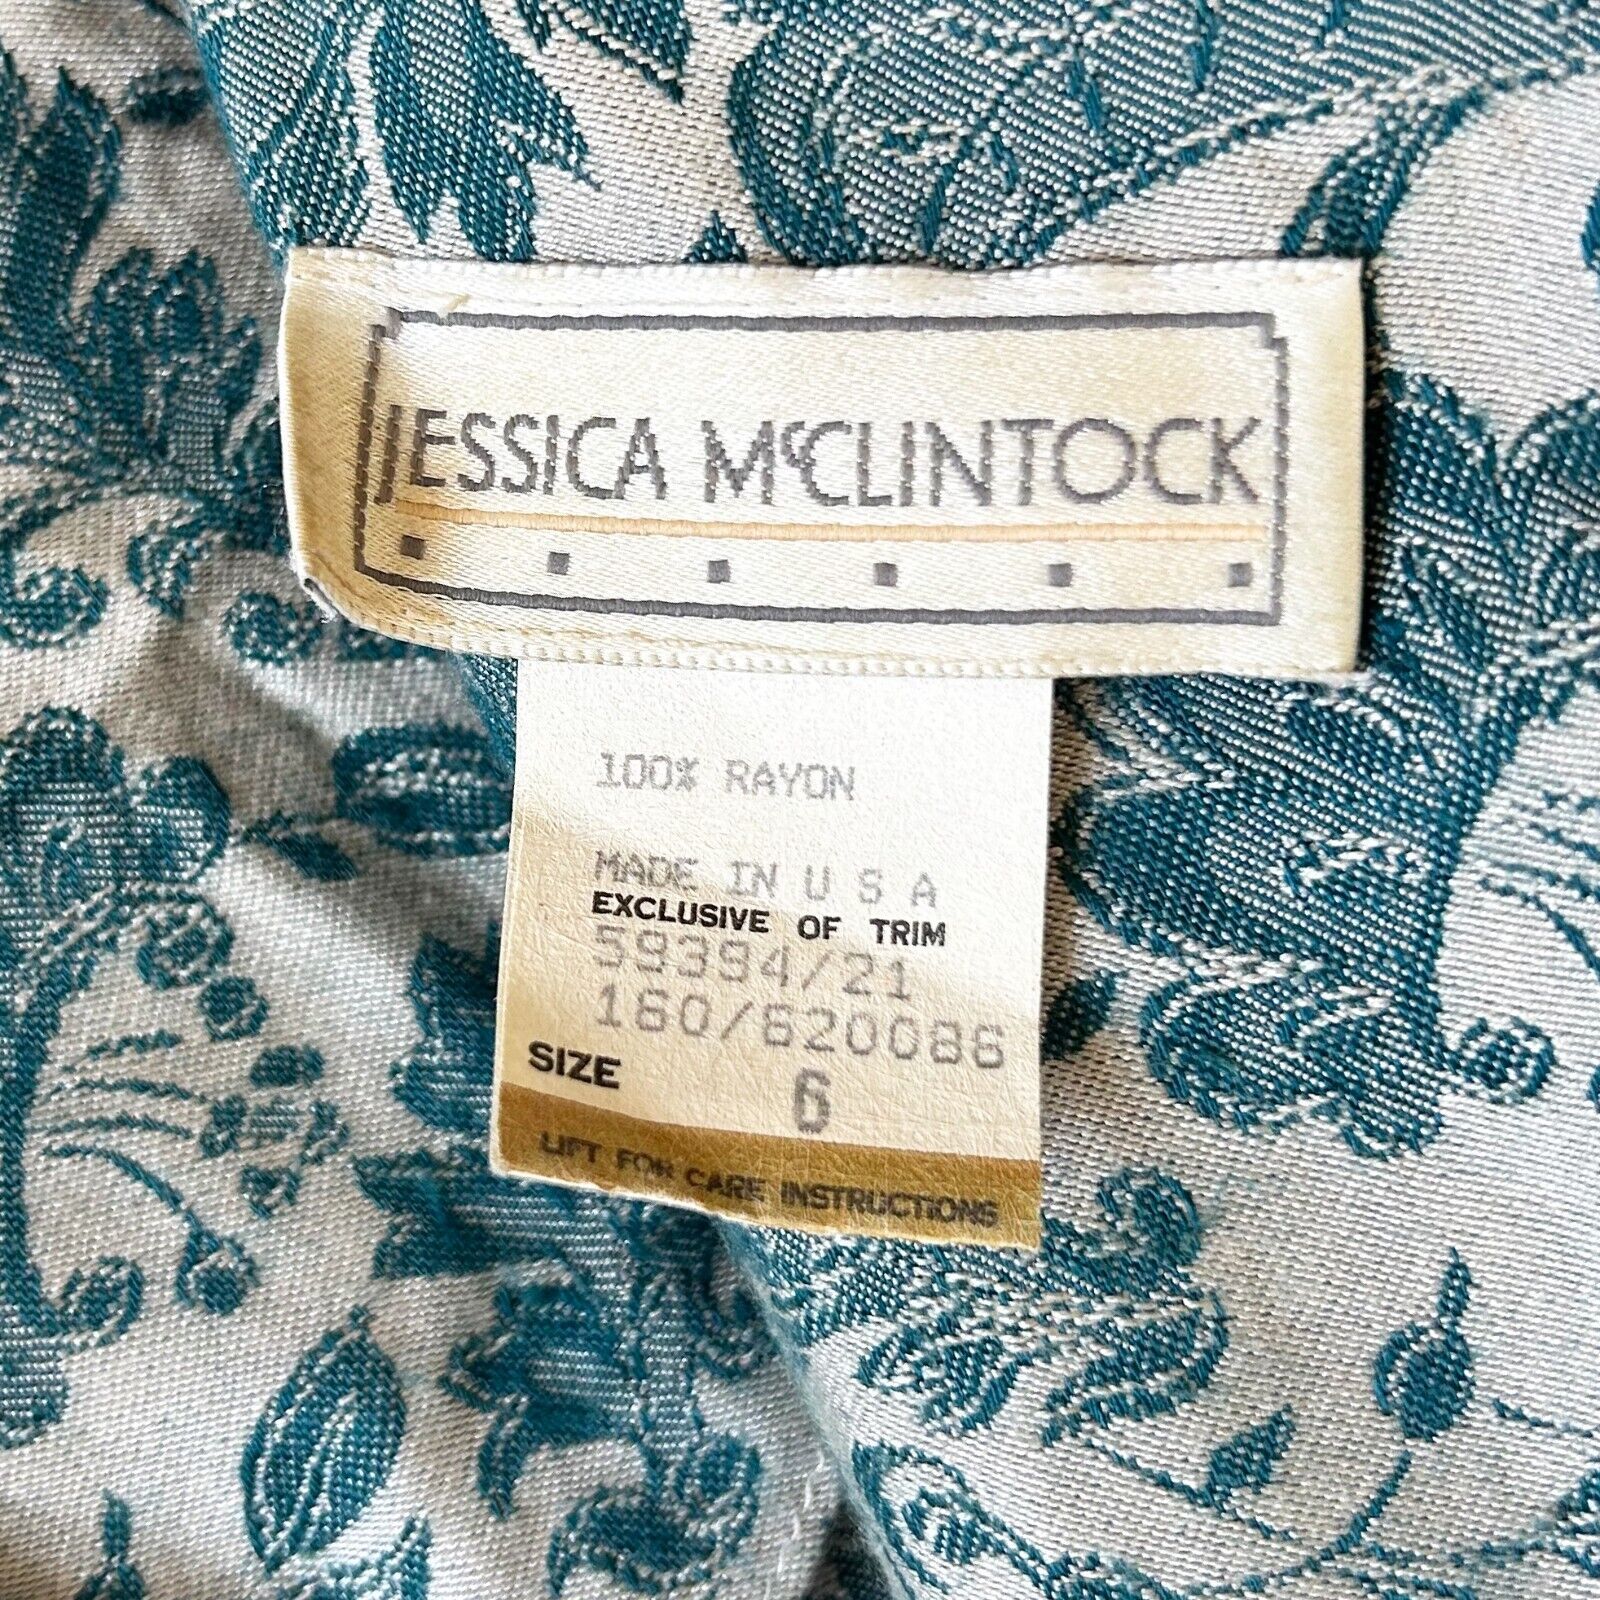 JESSICA McCLINTOCK
100% RAYON
MADE IN U S A
EXCLUSIVE OF TRIM
59394/21
160/620086
SIZE 6
LIFT FOR CARE INSTRUCTIONS